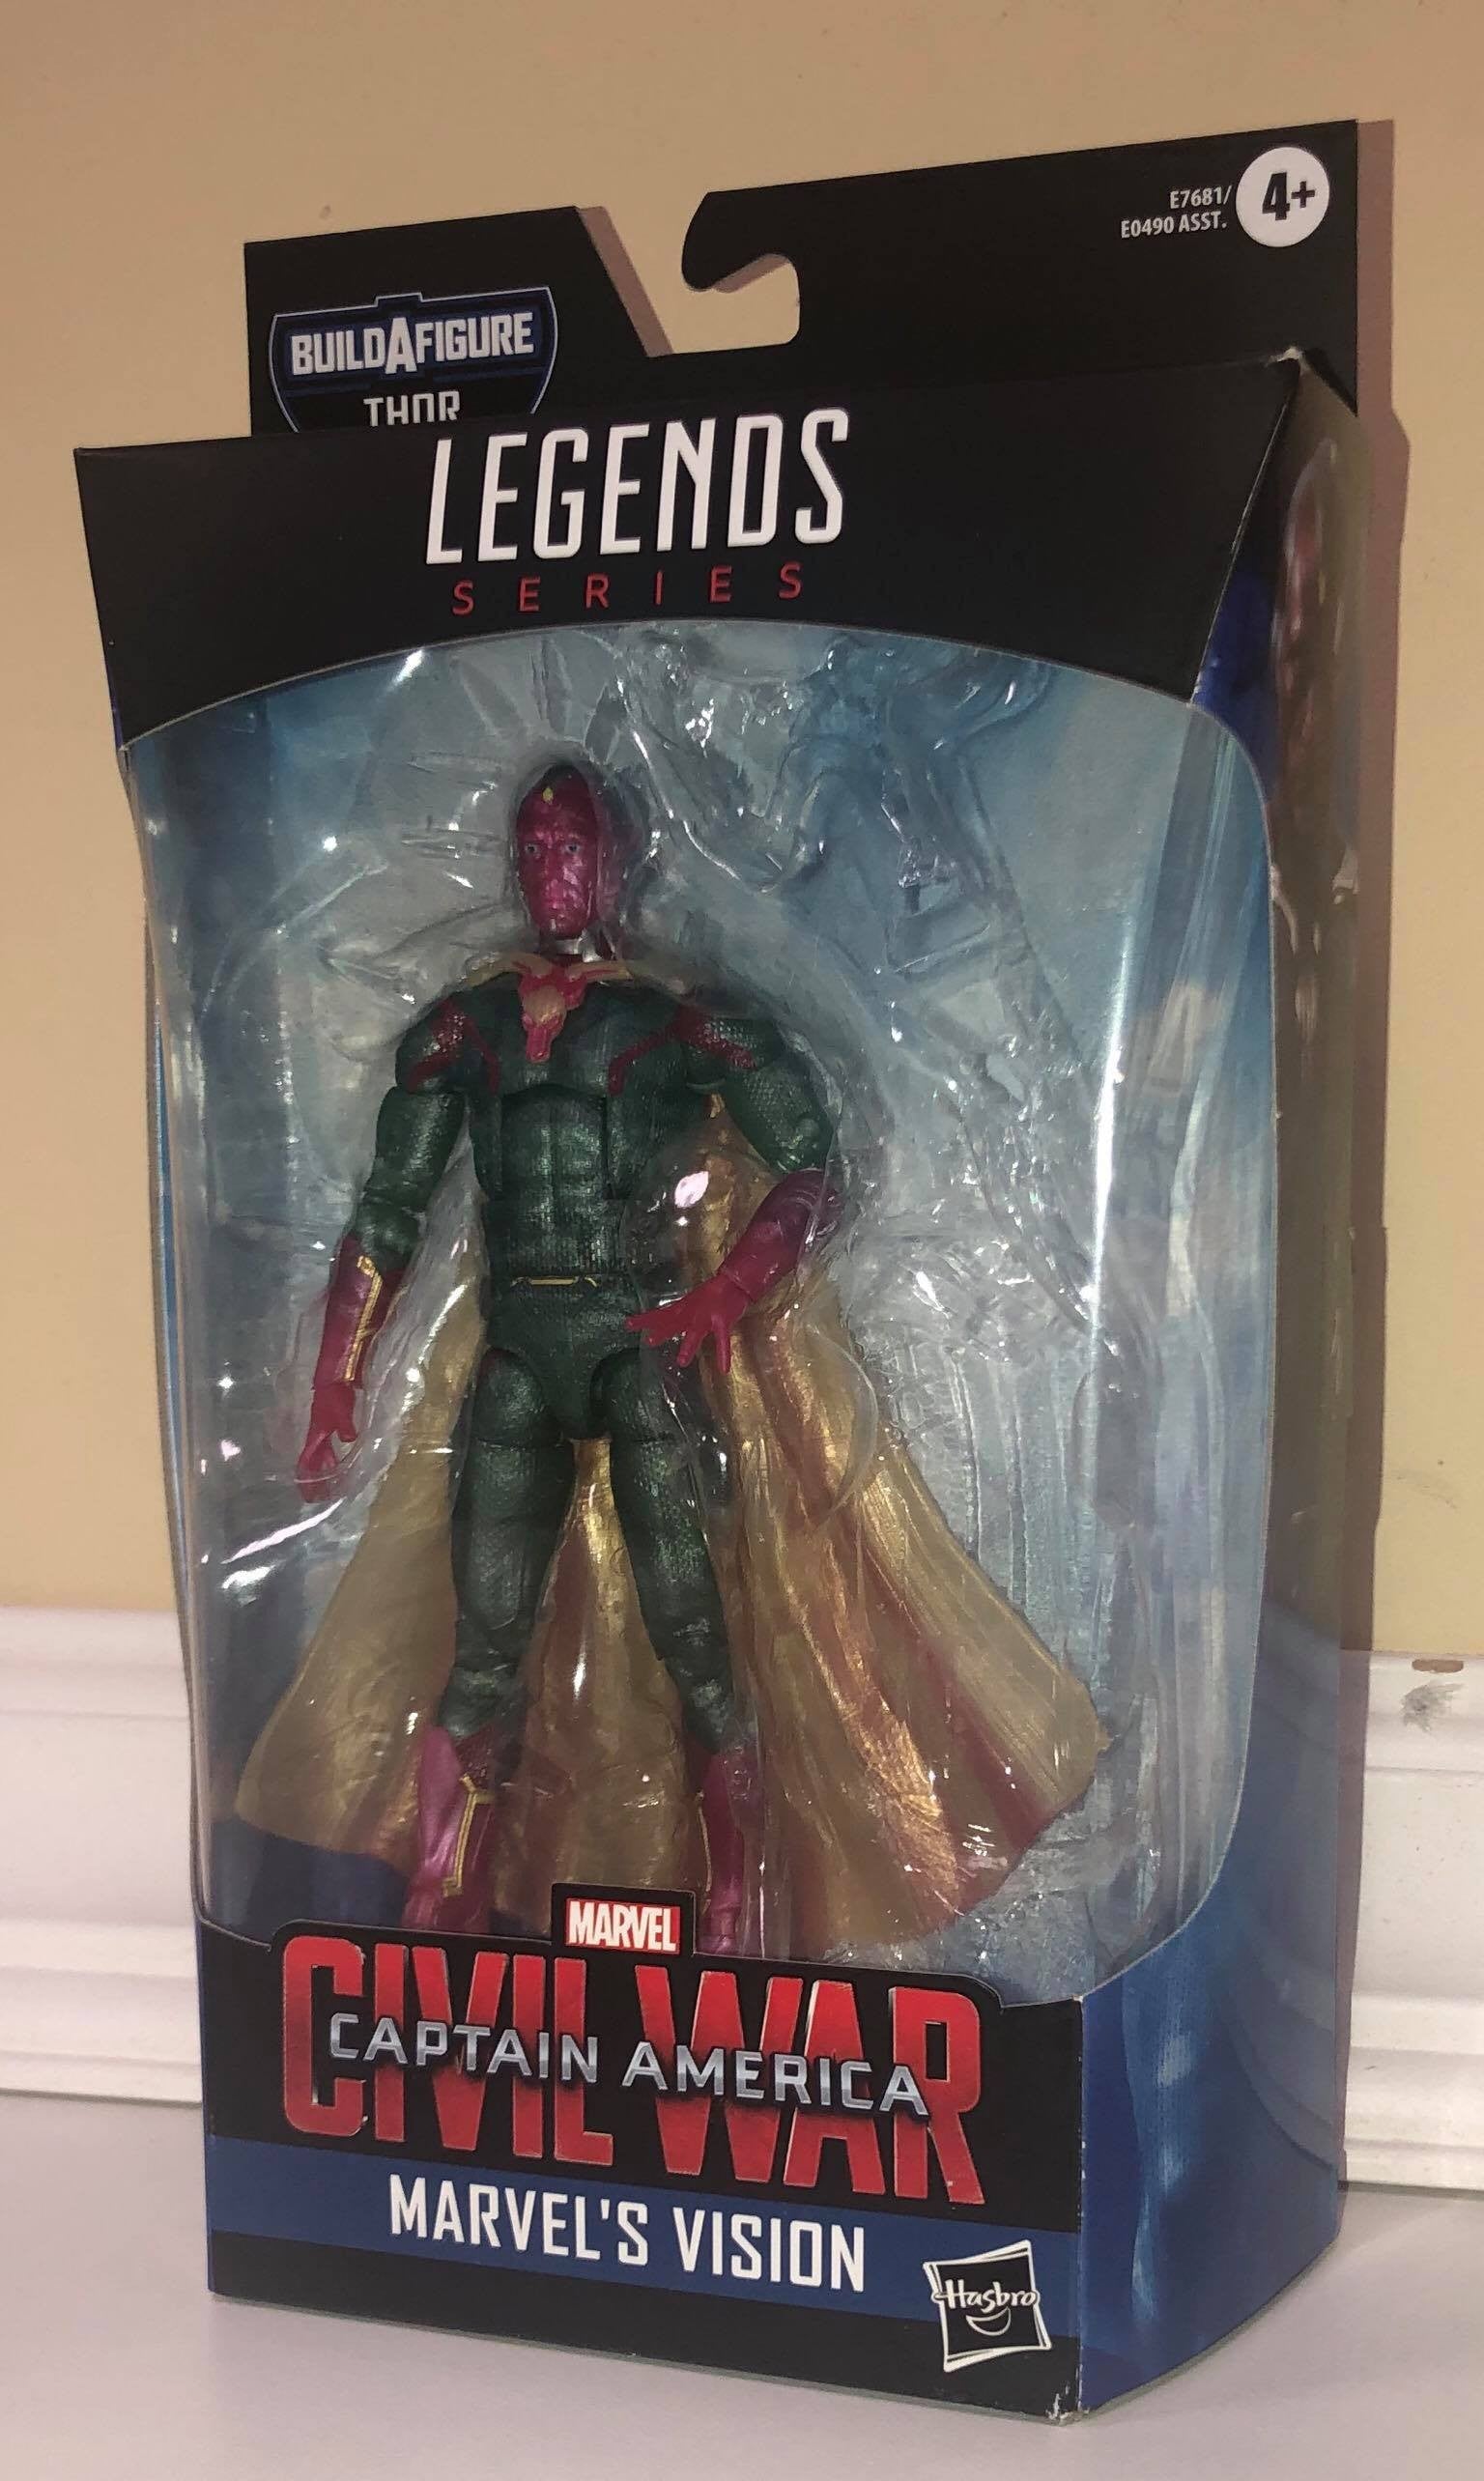 E7681/
E0490 ASST.
4+
BUILDAFIGURE
THOR
LEGENDS
SERIES
MARVEL
CIVIL WAR
CAPTAIN AMERICA
MARVEL'S VISION
Hasbro